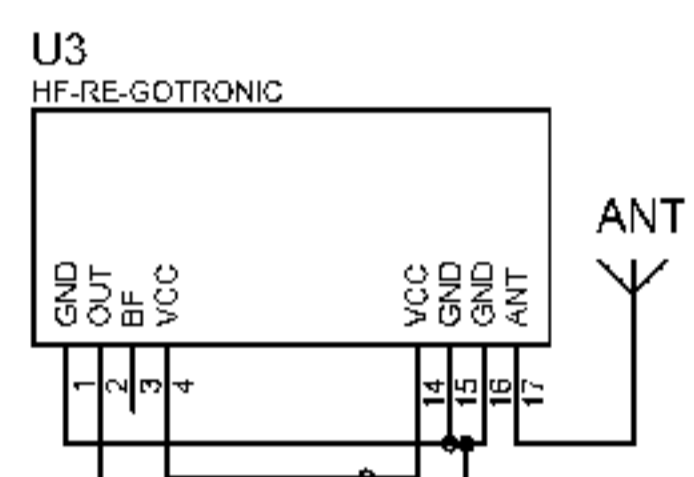 U3
HF-RE-GOTRONIC
ANT
GND OUT BF VCC VCC GND GND ANT
1 2 3 4 14 15 16 17